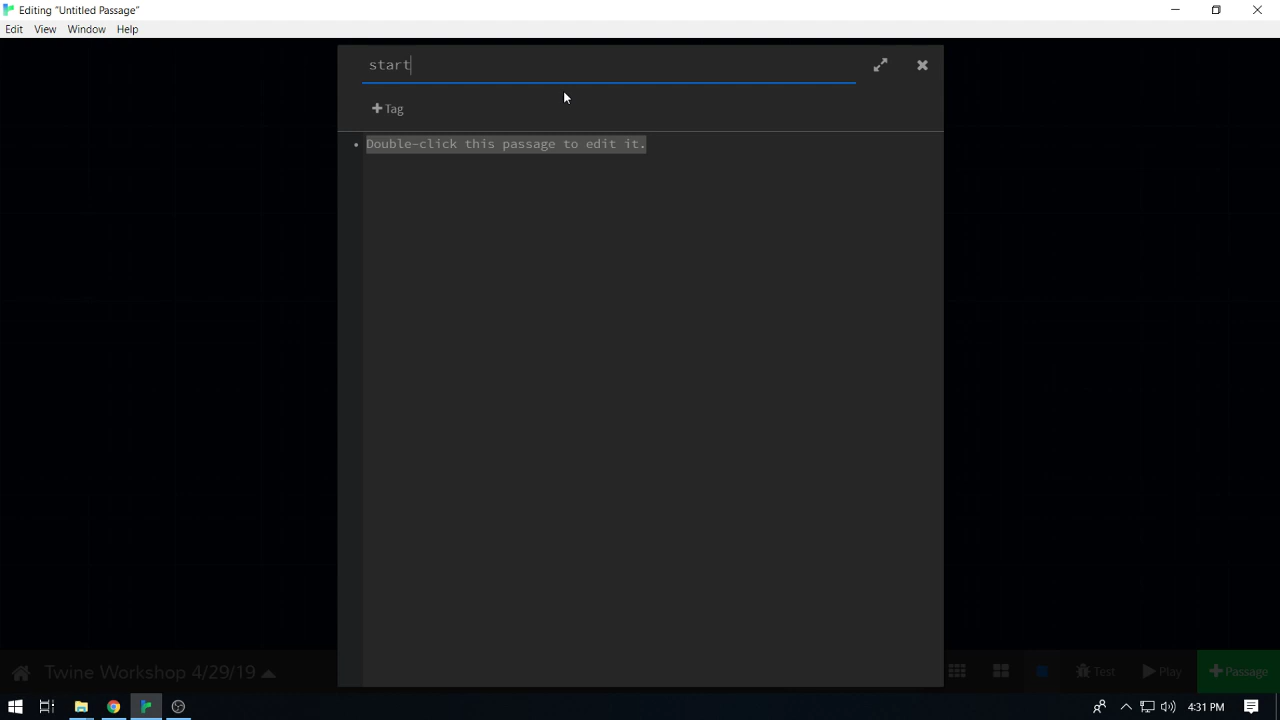 Editing "Untitled Passage"
Edit View Window Help
start
+ Tag
Double-click this passage to edit it.
Twine Workshop 4/29/19
Test
Play
+ Passage
4:31 PM